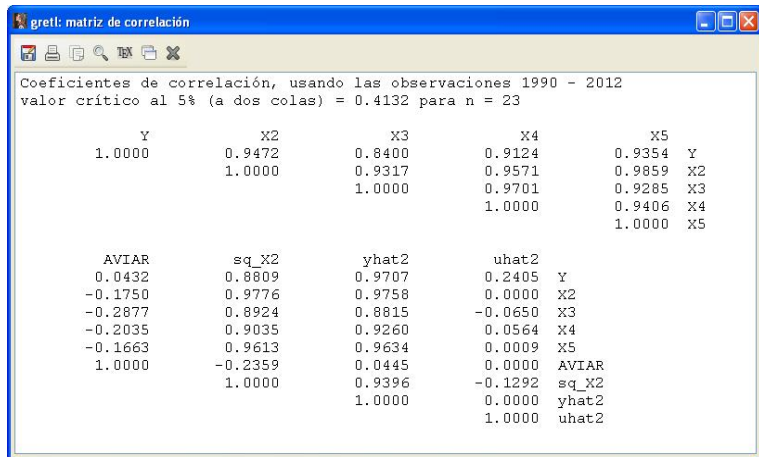 gretl: matriz de correlación
TEX
Coeficientes de correlación, usando las observaciones 1990 - 2012
valor crítico al 5% (a dos colas) = 0.4132 para n = 23
Y X2 X3 X4 X5
1.0000 0.9472 0.8400 0.9124 0.9354 Y
1.0000 0.9317 0.9571 0.9859 X2
1.0000 0.9701 0.9285 X3
1.0000 0.9406 X4
1.0000 X5
AVIAR sq_X2 yhat2 uhat2
0.0432 0.8809 0.9707 0.2405 Y
-0.1750 0.9776 0.9758 0.0000 X2
-0.2877 0.8924 0.8815 -0.0650 X3
-0.2035 0.9035 0.9260 0.0564 X4
-0.1663 0.9613 0.9634 0.0009 X5
1.0000 -0.2359 0.0445 0.0000 AVIAR
1.0000 0.9396 -0.1292 sq_X2
1.0000 0.0000 yhat2
1.0000 uhat2